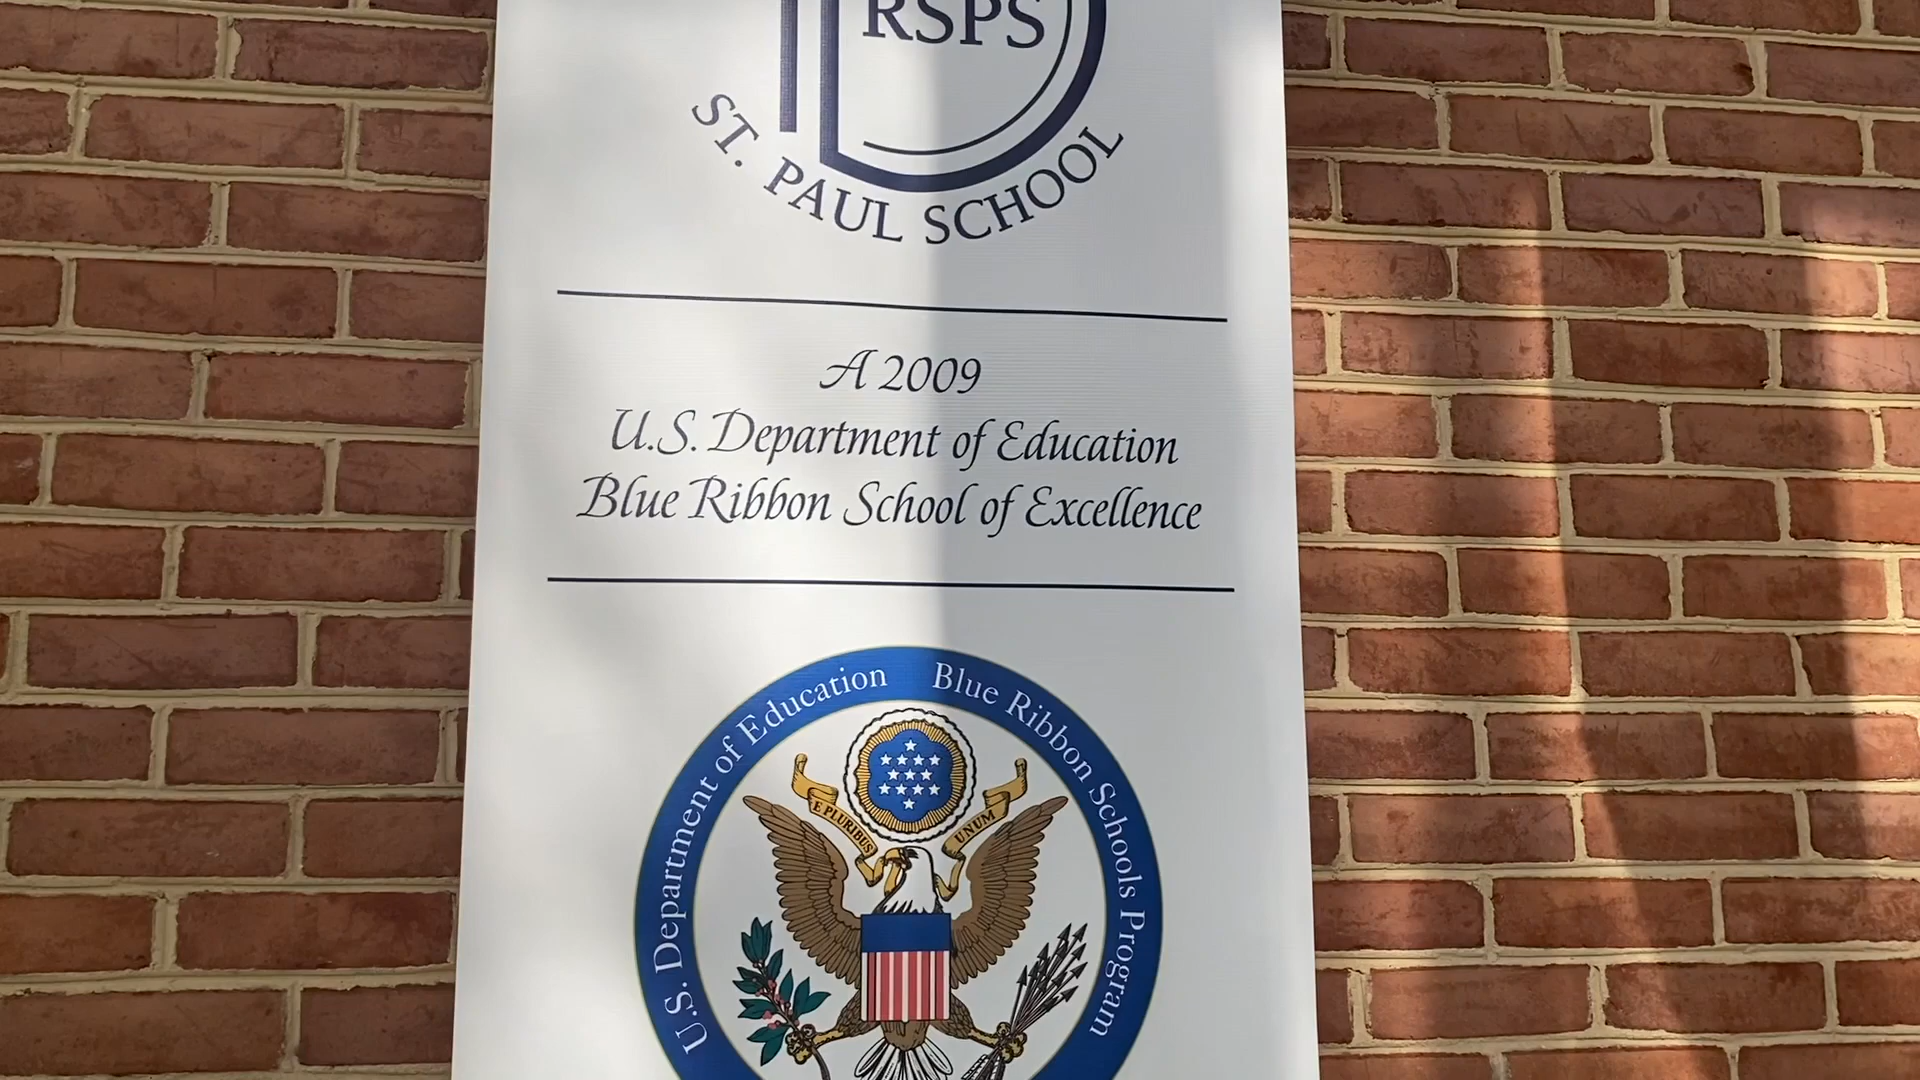 RSPS
ST. PAUL SCHOOL
A 2009
U.S. Department of Education
Blue Ribbon School of Excellence
U.S. Department of Education Blue Ribbon Schools Program
E PLURIBUS UNUM